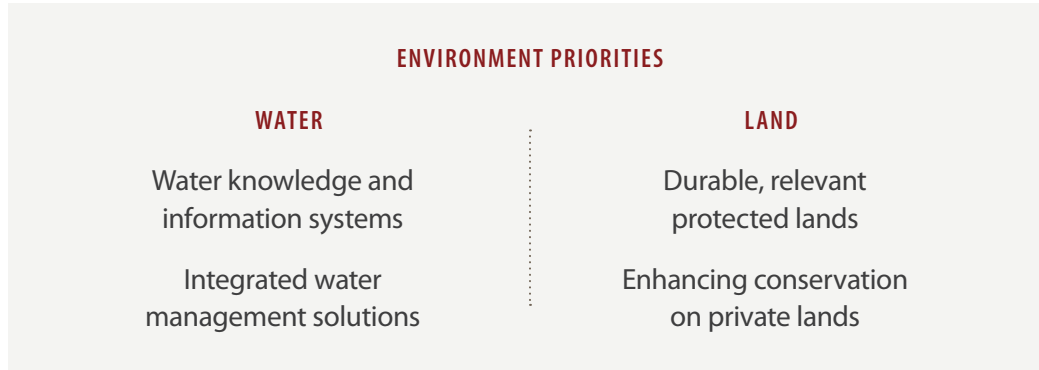 ENVIRONMENT PRIORITIES
WATER
Water knowledge and
information systems
Integrated water
management solutions
LAND
Durable, relevant
protected lands
Enhancing conservation
on private lands